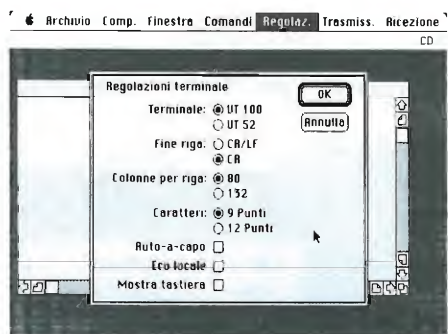 Archivio Comp. Finestra Comandi Regolaz. Trasmiss. Ricezione
CD
Regolazioni terminale
OK
Terminale: VT 100
VT 52
Annulla
Fine riga: CR/LF
CR
Colonne per riga: 80
132
Caratteri: 9 Punti
12 Punti
Auto-a-capo
Eco locale
Mostra tastiera